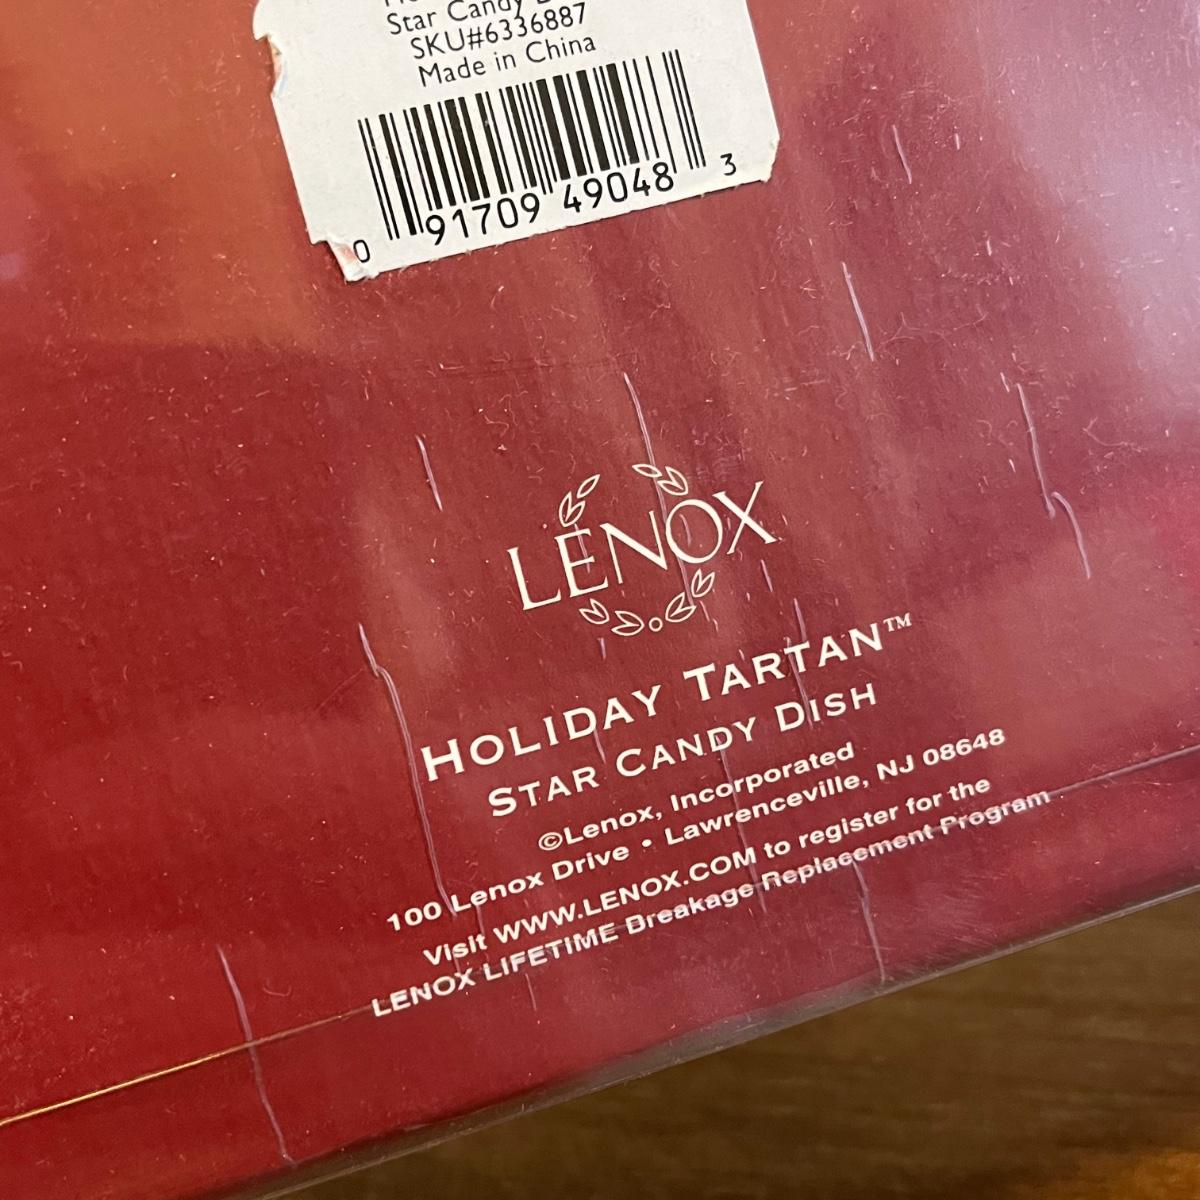 Star Candy
SKU#6336887
Made in China
0 91709 49048 3
LENOX
HOLIDAY TARTAN™
STAR CANDY DISH
©Lenox, Incorporated
100 Lenox Drive • Lawrenceville, NJ 08648
Visit WWW.LENOX.COM to register for the
LENOX LIFETIME Breakage Replacement Program